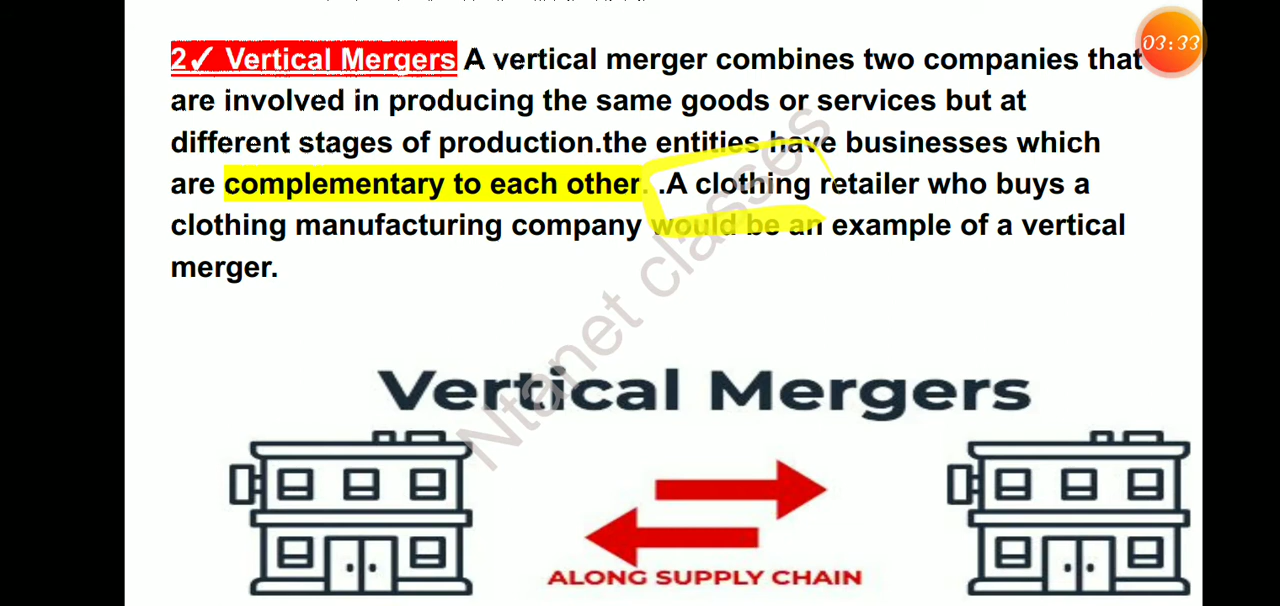 2✓ Vertical Mergers A vertical merger combines two companies that
are involved in producing the same goods or services but at
different stages of production.the entities have businesses which
are complementary to each other. .A clothing retailer who buys a
clothing manufacturing company would be an example of a vertical
merger.
03:33
Ntanet classes
Vertical Mergers
ALONG SUPPLY CHAIN